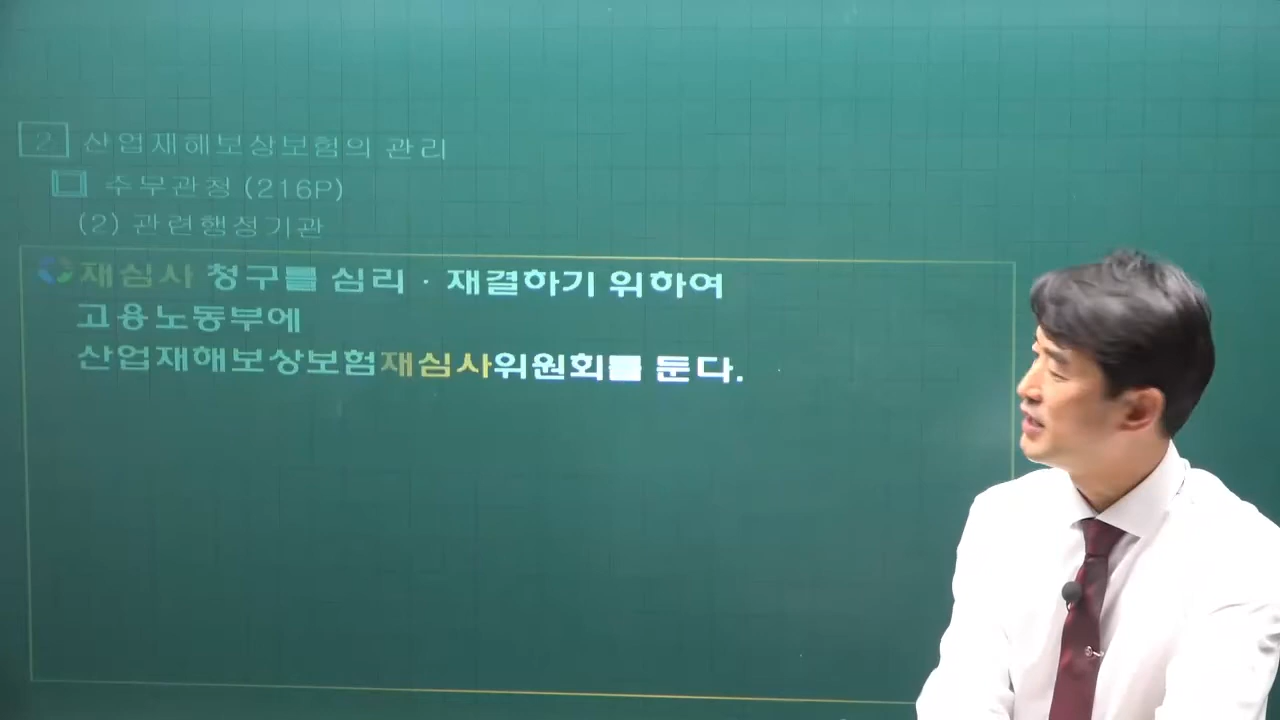 2 산업재해보상보험의 관리
주무관청 (216P)
(2) 관련행정기관
재심사 청구를 심리 · 재결하기 위하여
고용노동부에
산업재해보상보험재심사위원회를 둔다.